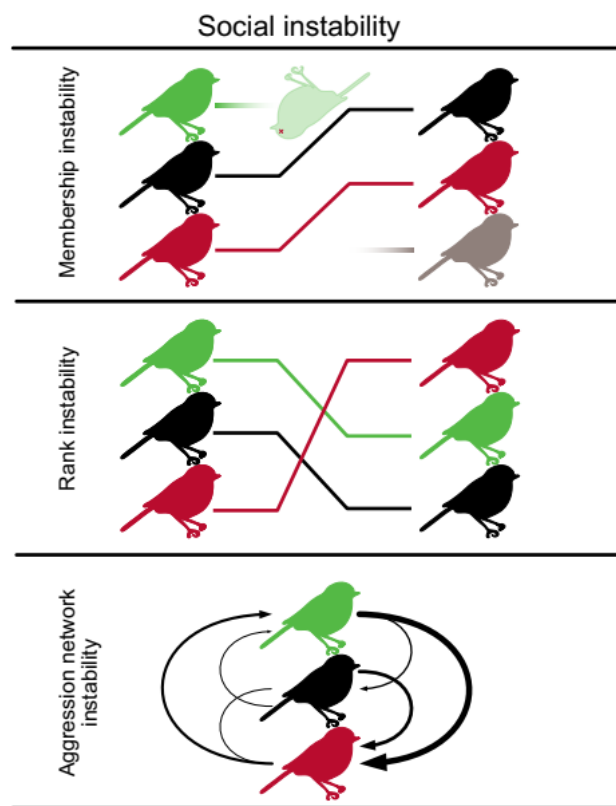 Social instability
Membership instability
Rank instability
Aggression network
instability